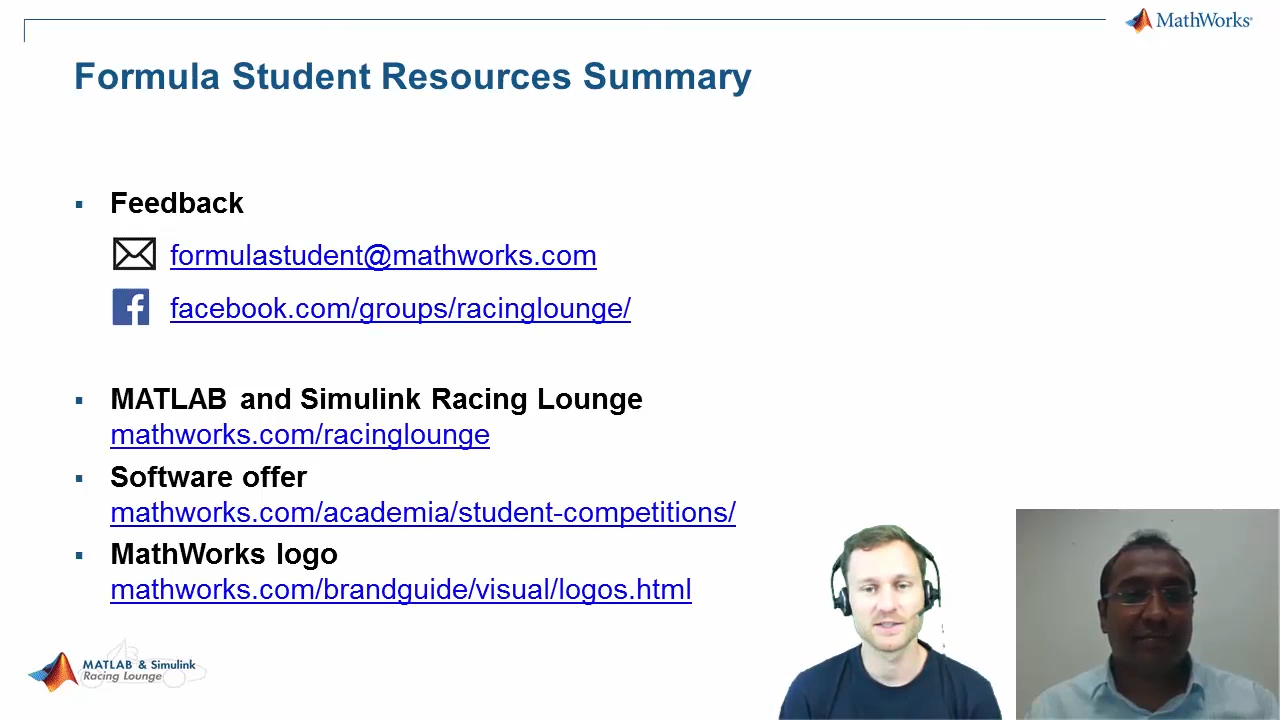 MathWorks®
Formula Student Resources Summary
Feedback
formulastudent@mathworks.com
facebook.com/groups/racinglounge/
MATLAB and Simulink Racing Lounge
mathworks.com/racinglounge
Software offer
mathworks.com/academia/student-competitions/
MathWorks logo
mathworks.com/brandguide/visual/logos.html
MATLAB & Simulink
Racing Lounge